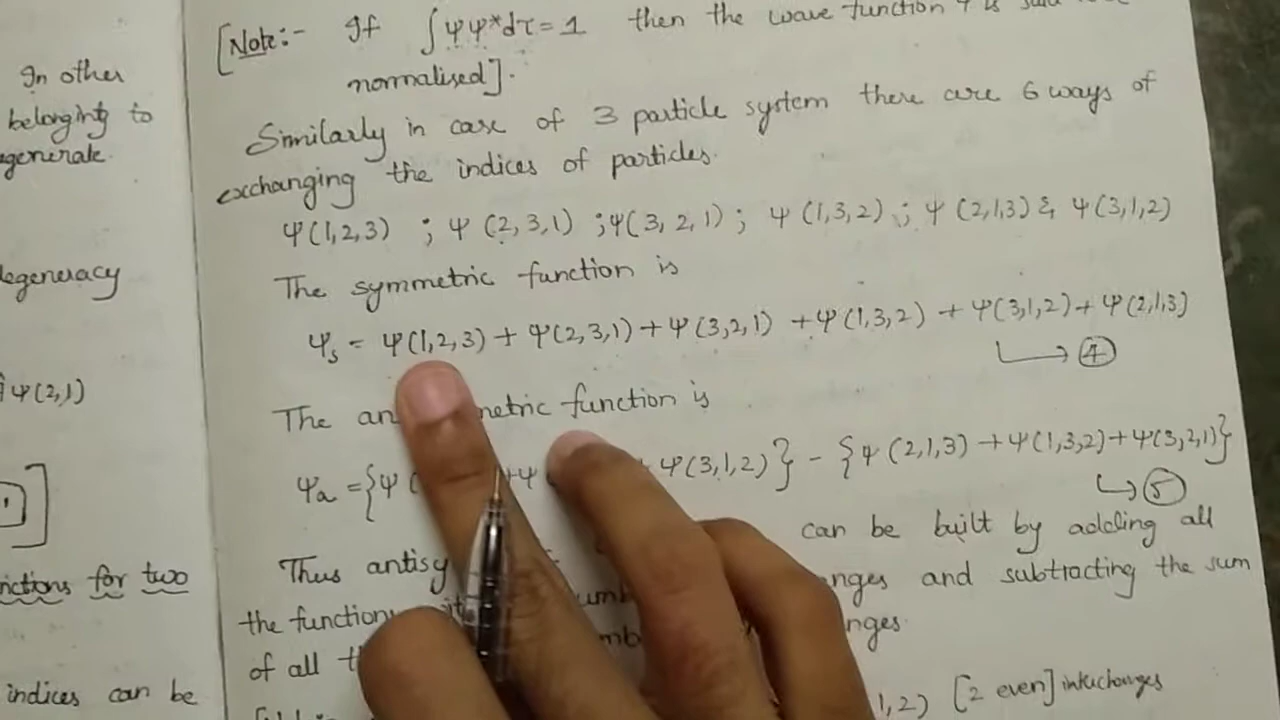 In other
belonging to
egenerate.
degeneracy
ψ(2,1)
nctions for two
indices can be
[Note:- If ∫ψψ*dτ=1 then the wave function ψ is
normalised].
Similarly in case of 3 particle system there are 6 ways of
exchanging the indices of particles.
ψ(1,2,3) ; ψ(2,3,1) ; ψ(3,2,1) ; ψ(1,3,2) ; ψ(2,1,3) & ψ(3,1,2)
The symmetric function is
ψs = ψ(1,2,3) + ψ(2,3,1) + ψ(3,2,1) + ψ(1,3,2) + ψ(3,1,2) + ψ(2,1,3)
④
The an metric function is
ψa = {ψ( +ψ ψ(3,1,2)} - {ψ(2,1,3) + ψ(1,3,2) + ψ(3,2,1)}
⑤
Thus antisy can be built by adding all
the function nges and subtracting the sum
of all nges.
1,2) [2 even] interchanges